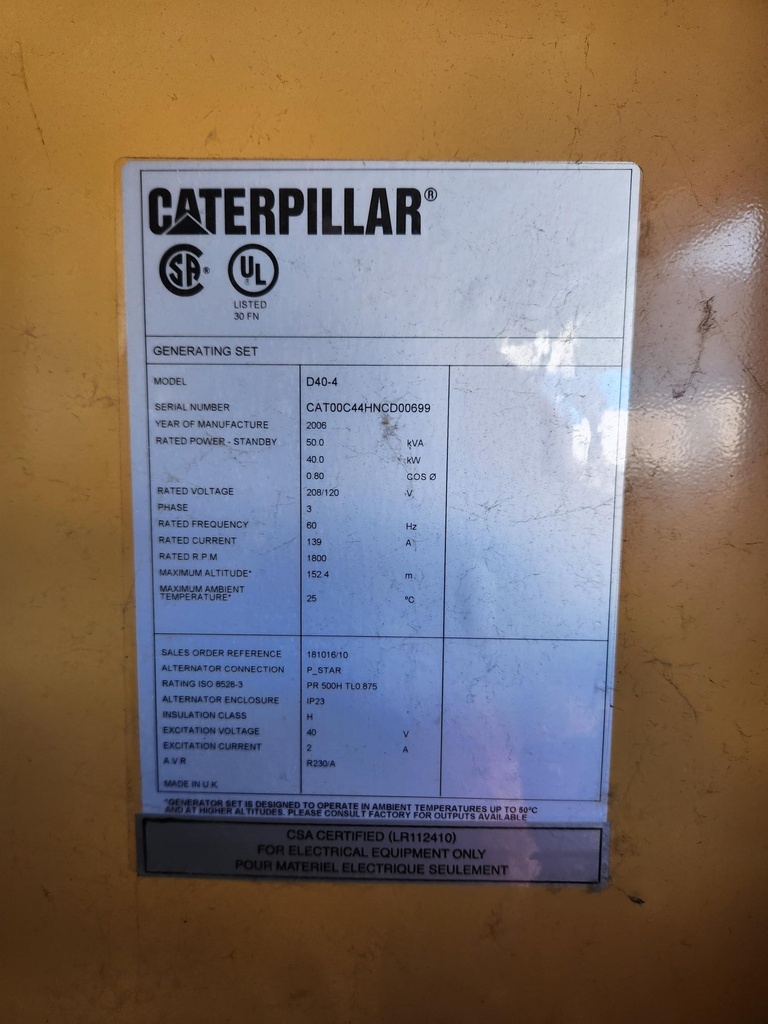 CATERPILLAR®
SA® UL
LISTED
30 FN
GENERATING SET
MODEL D40-4
SERIAL NUMBER CAT00C44HNCD00699
YEAR OF MANUFACTURE 2006
RATED POWER - STANDBY 50.0 kVA
40.0 kW
0.80 COS Ø
RATED VOLTAGE 208/120 V
PHASE 3
RATED FREQUENCY 60 Hz
RATED CURRENT 139 A
RATED R.P.M 1800
MAXIMUM ALTITUDE* 152.4 m
MAXIMUM AMBIENT
TEMPERATURE* 25 °C
SALES ORDER REFERENCE 181016/10
ALTERNATOR CONNECTION P_STAR
RATING ISO 8528-3 PR 500H TL0.875
ALTERNATOR ENCLOSURE IP23
INSULATION CLASS H
EXCITATION VOLTAGE 40 V
EXCITATION CURRENT 2 A
A.V.R R230/A
MADE IN U.K
*GENERATOR SET IS DESIGNED TO OPERATE IN AMBIENT TEMPERATURES UP TO 50°C
AND AT HIGHER ALTITUDES. PLEASE CONSULT FACTORY FOR OUTPUTS AVAILABLE
CSA CERTIFIED (LR112410)
FOR ELECTRICAL EQUIPMENT ONLY
POUR MATERIEL ELECTRIQUE SEULEMENT